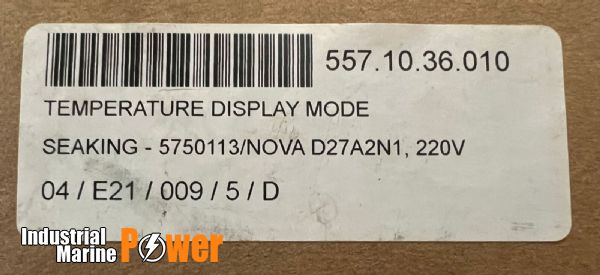 557.10.36.010
TEMPERATURE DISPLAY MODE
SEAKING - 5750113/NOVA D27A2N1, 220V
04 / E21 / 009 / 5 / D
Industrial
Marine Power